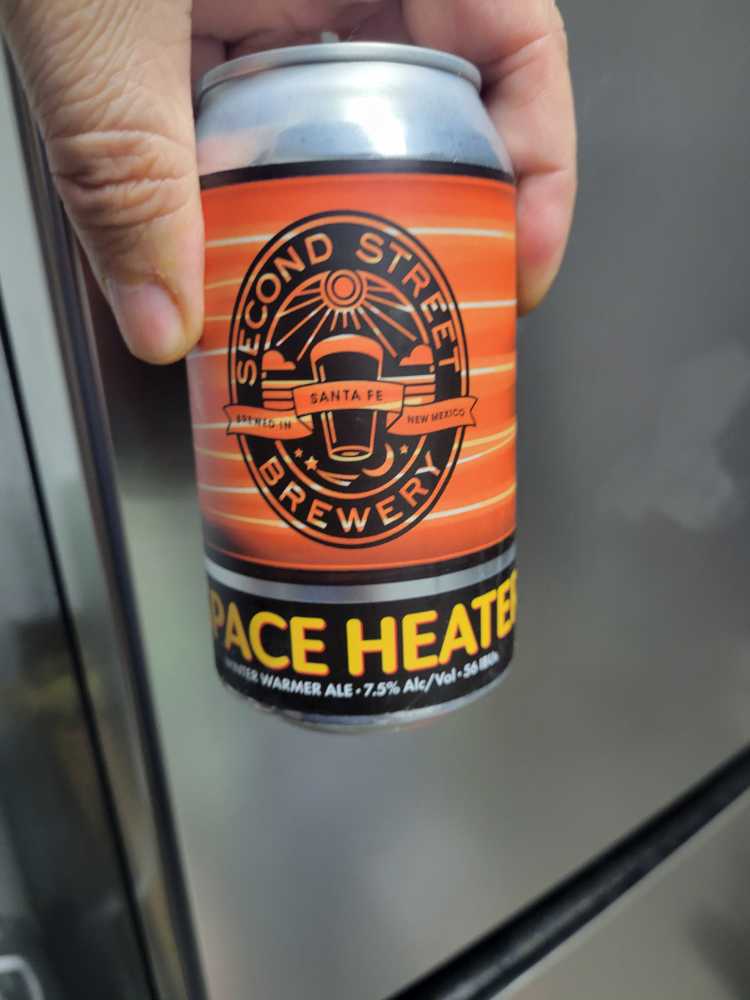 SECOND STREET
SANTA FE
BREWED IN
NEW MEXICO
BREWERY
PACE HEATE
WINTER WARMER ALE • 7.5% Alc/Vol • 56 IBUs